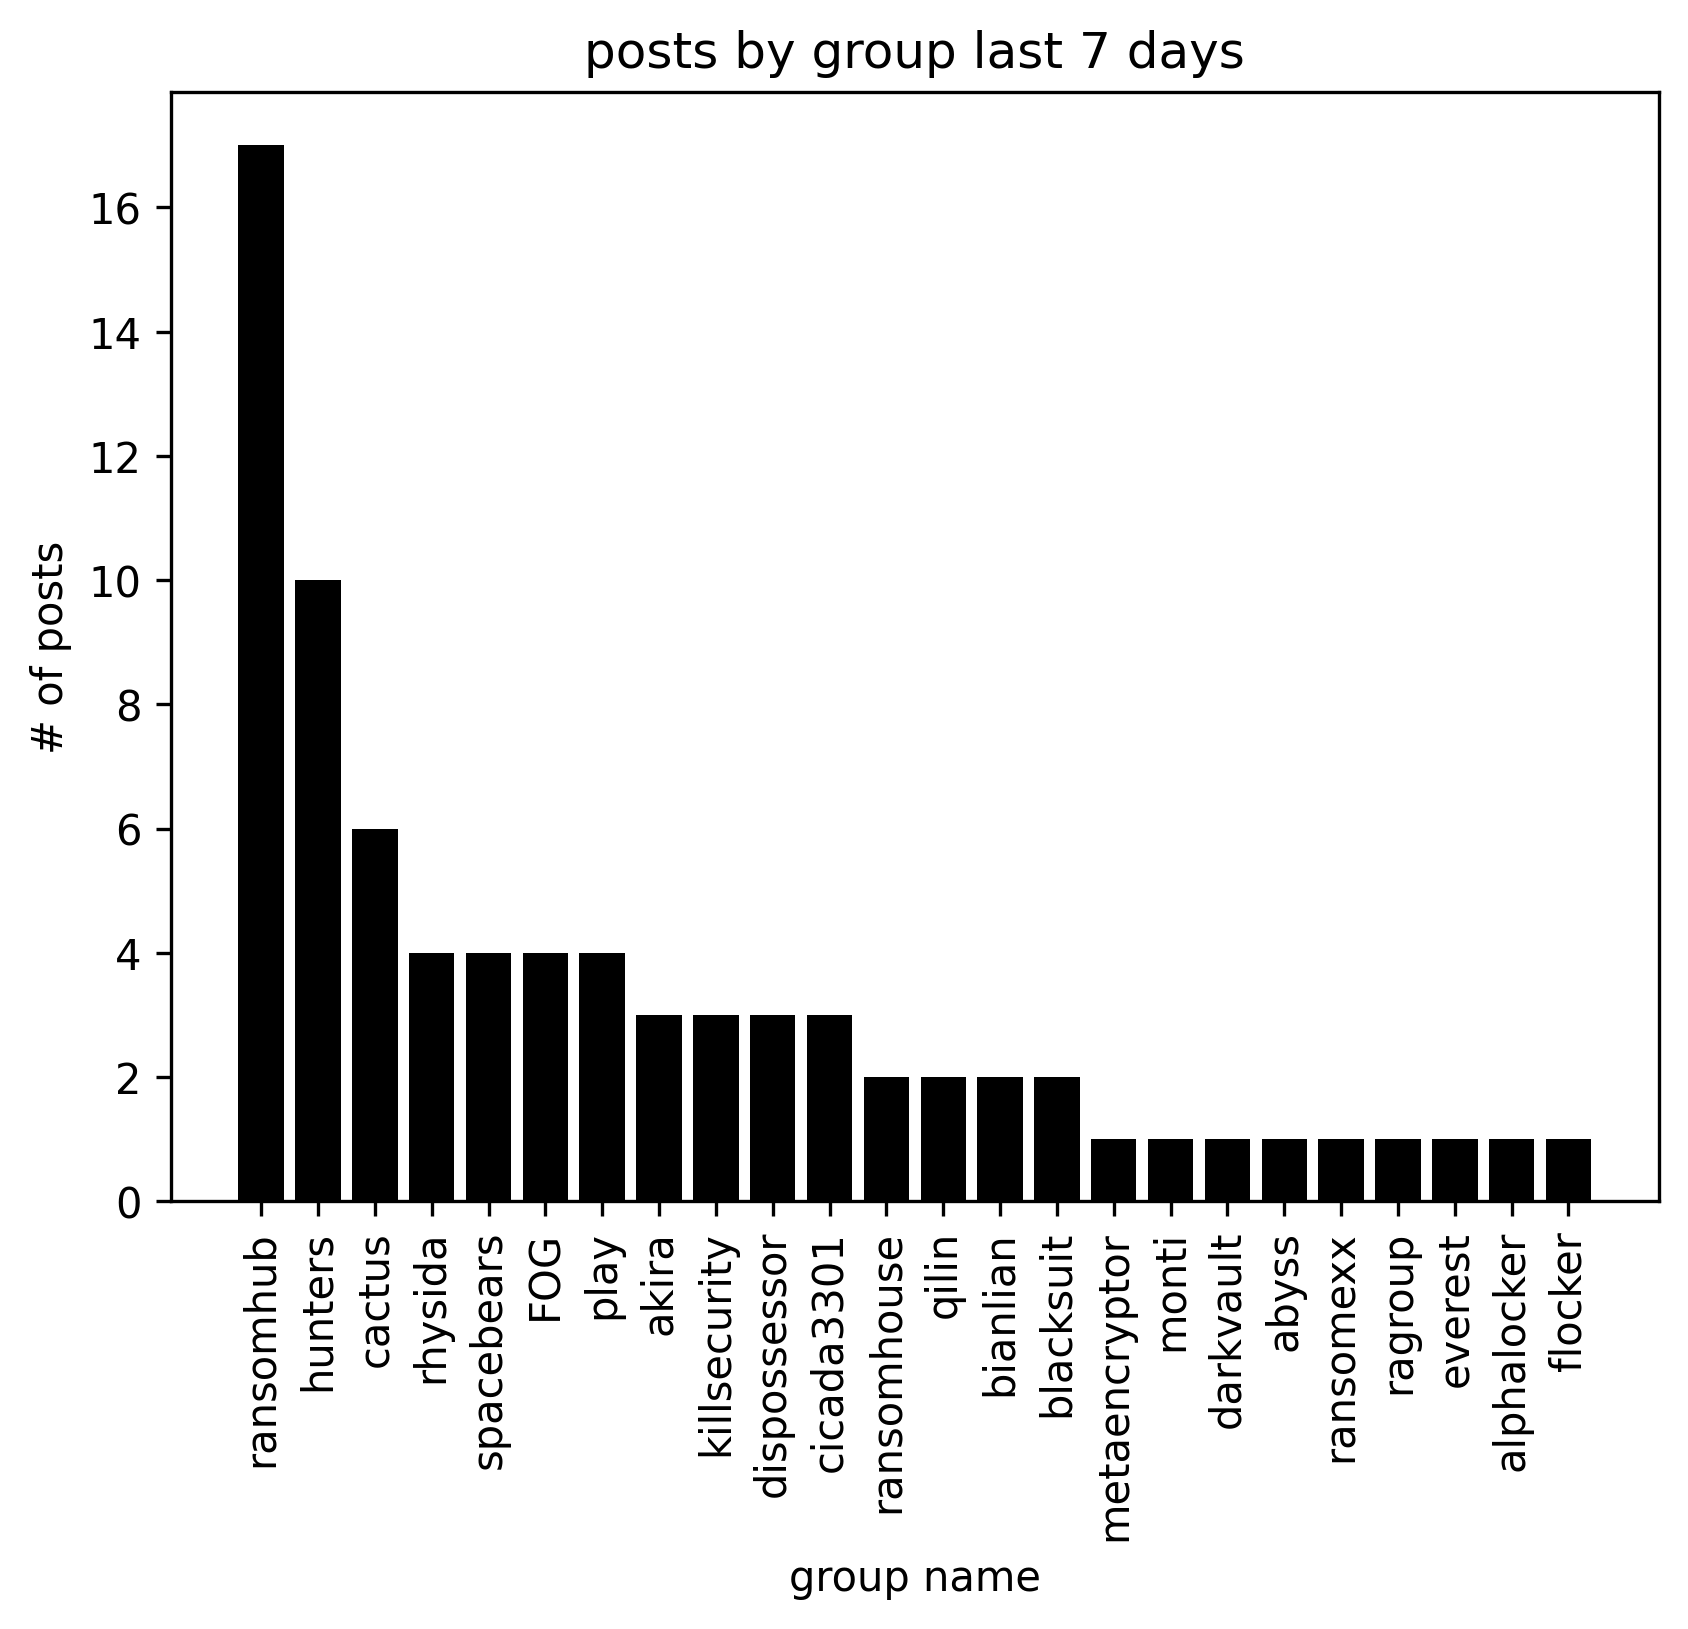 posts by group last 7 days
# of posts
16
14
12
10
8
6
4
2
0
ransomhub
hunters
cactus
rhysida
spacebears
FOG
play
akira
killsecurity
dispossessor
cicada3301
ransomhouse
qilin
bianlian
blacksuit
metaencryptor
monti
darkvault
abyss
ransomexx
ragroup
everest
alphalocker
flocker
group name